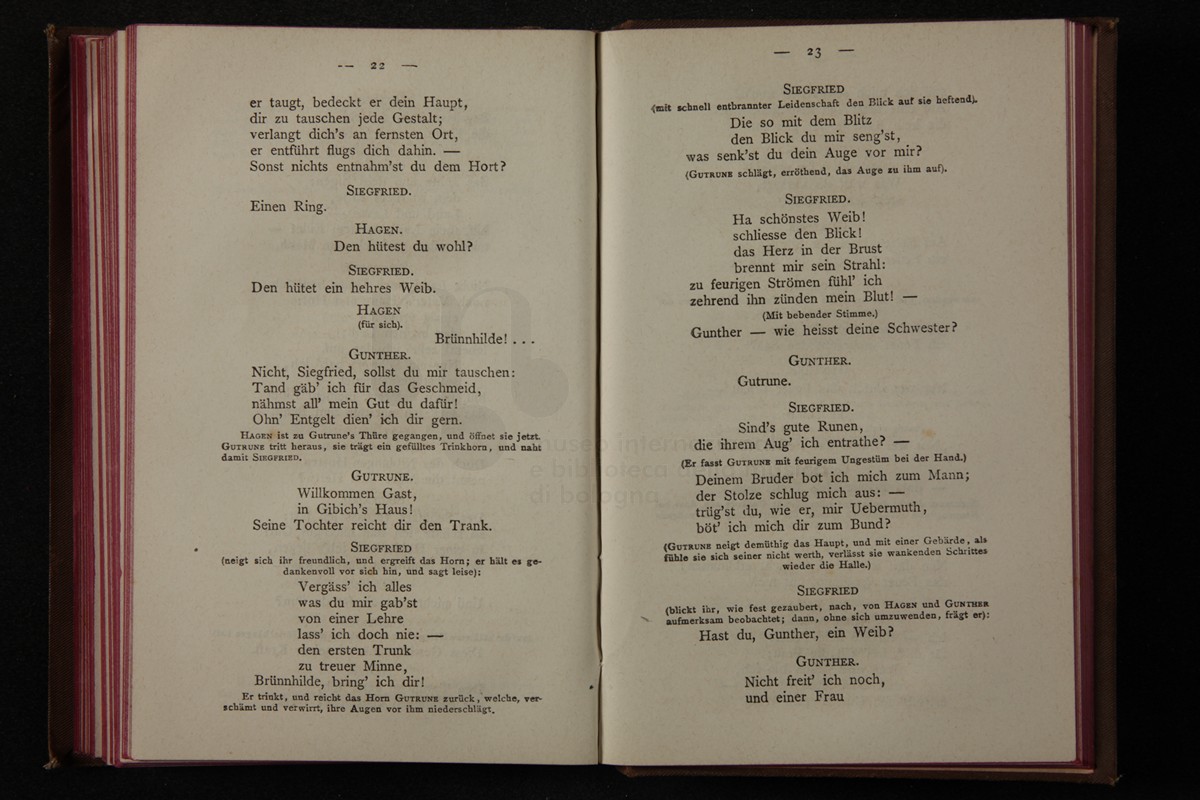 -- 22 —
er taugt, bedeckt er dein Haupt,
dir zu tauschen jede Gestalt;
verlangt dich's an fernsten Ort,
er entführt flugs dich dahin. —
Sonst nichts entnahm'st du dem Hort?
SIEGFRIED.
Einen Ring.
HAGEN.
Den hütest du wohl?
SIEGFRIED.
Den hütet ein hehres Weib.
HAGEN
(für sich).
Brünnhilde! . . .
GUNTHER.
Nicht, Siegfried, sollst du mir tauschen:
Tand gäb' ich für das Geschmeid,
nähmst all' mein Gut du dafür!
Ohn' Entgelt dien' ich dir gern.
HAGEN ist zu Gutrune's Thüre gegangen, und öffnet sie jetzt.
GUTRUNE tritt heraus, sie trägt ein gefülltes Trinkhorn, und naht
damit SIEGFRIED.
GUTRUNE.
Willkommen Gast,
in Gibich's Haus!
Seine Tochter reicht dir den Trank.
SIEGFRIED
(neigt sich ihr freundlich, und ergreift das Horn; er hält es ge-
dankenvoll vor sich hin, und sagt leise):
Vergäss' ich alles
was du mir gab'st
von einer Lehre
lass' ich doch nie: —
den ersten Trunk
zu treuer Minne,
Brünnhilde, bring' ich dir!
Er trinkt, und reicht das Horn GUTRUNE zurück, welche, ver-
schämt und verwirrt, ihre Augen vor ihm niederschlägt.
— 23 —
SIEGFRIED
(mit schnell entbrannter Leidenschaft den Blick auf sie heftend).
Die so mit dem Blitz
den Blick du mir seng'st,
was senk'st du dein Auge vor mir?
(GUTRUNE schlägt, erröthend, das Auge zu ihm auf).
SIEGFRIED.
Ha schönstes Weib!
schliesse den Blick!
das Herz in der Brust
brennt mir sein Strahl:
zu feurigen Strömen fühl' ich
zehrend ihn zünden mein Blut! —
(Mit bebender Stimme.)
Gunther — wie heisst deine Schwester?
GUNTHER.
Gutrune.
SIEGFRIED.
Sind's gute Runen,
die ihrem Aug' ich entrathe? —
(Er fasst GUTRUNE mit feurigem Ungestüm bei der Hand.)
Deinem Bruder bot ich mich zum Mann;
der Stolze schlug mich aus: —
trüg'st du, wie er, mir Uebermuth,
böt' ich mich dir zum Bund?
(GUTRUNE neigt demüthig das Haupt, und mit einer Gebärde, als
fühle sie sich seiner nicht werth, verlässt sie wankenden Schrittes
wieder die Halle.)
SIEGFRIED
(blickt ihr, wie fest gezaubert, nach, von HAGEN und GUNTHER
aufmerksam beobachtet; dann, ohne sich umzuwenden, frägt er):
Hast du, Gunther, ein Weib?
GUNTHER.
Nicht freit' ich noch,
und einer Frau
museo
e biblioteca
di bologna